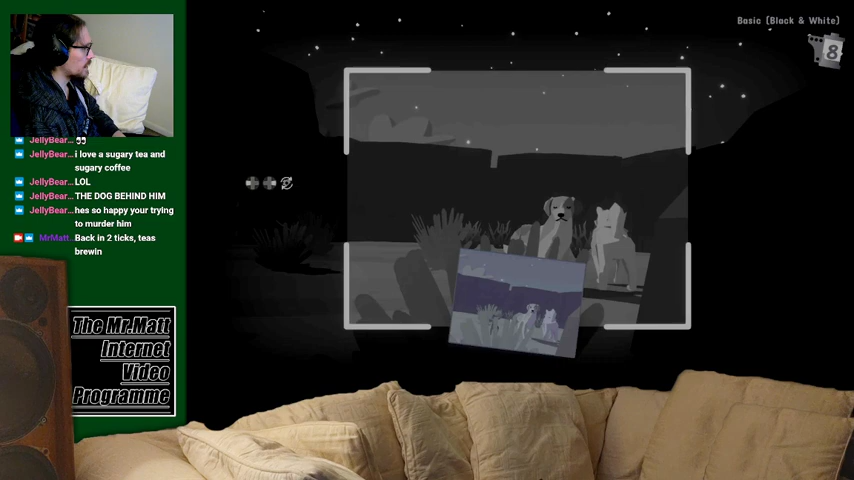 Basic (Black & White)
8
JellyBear...
JellyBear... i love a sugary tea and
sugary coffee
JellyBear... LOL
JellyBear... THE DOG BEHIND HIM
JellyBear... hes so happy your trying
to murder him
MrMatt.. Back in 2 ticks, teas
brewin
The Mr.Matt
Internet
Video
Programme